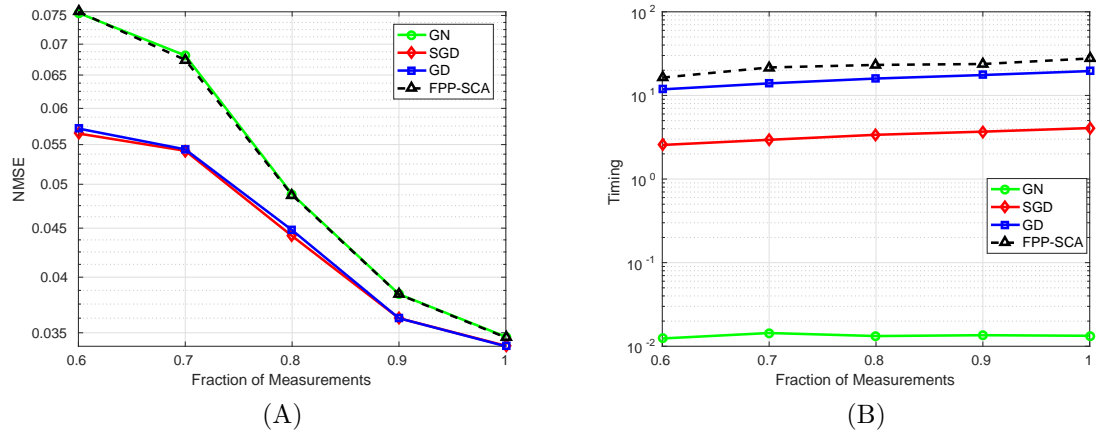 0.075
0.07
0.065
0.06
0.055
0.05
0.045
0.04
0.035
NMSE
GN
SGD
GD
FPP-SCA
0.6 0.7 0.8 0.9 1
Fraction of Measurements
(A)
10^2
10^1
10^0
10^-1
10^-2
Timing
GN
SGD
GD
FPP-SCA
0.6 0.7 0.8 0.9 1
Fraction of Measurements
(B)